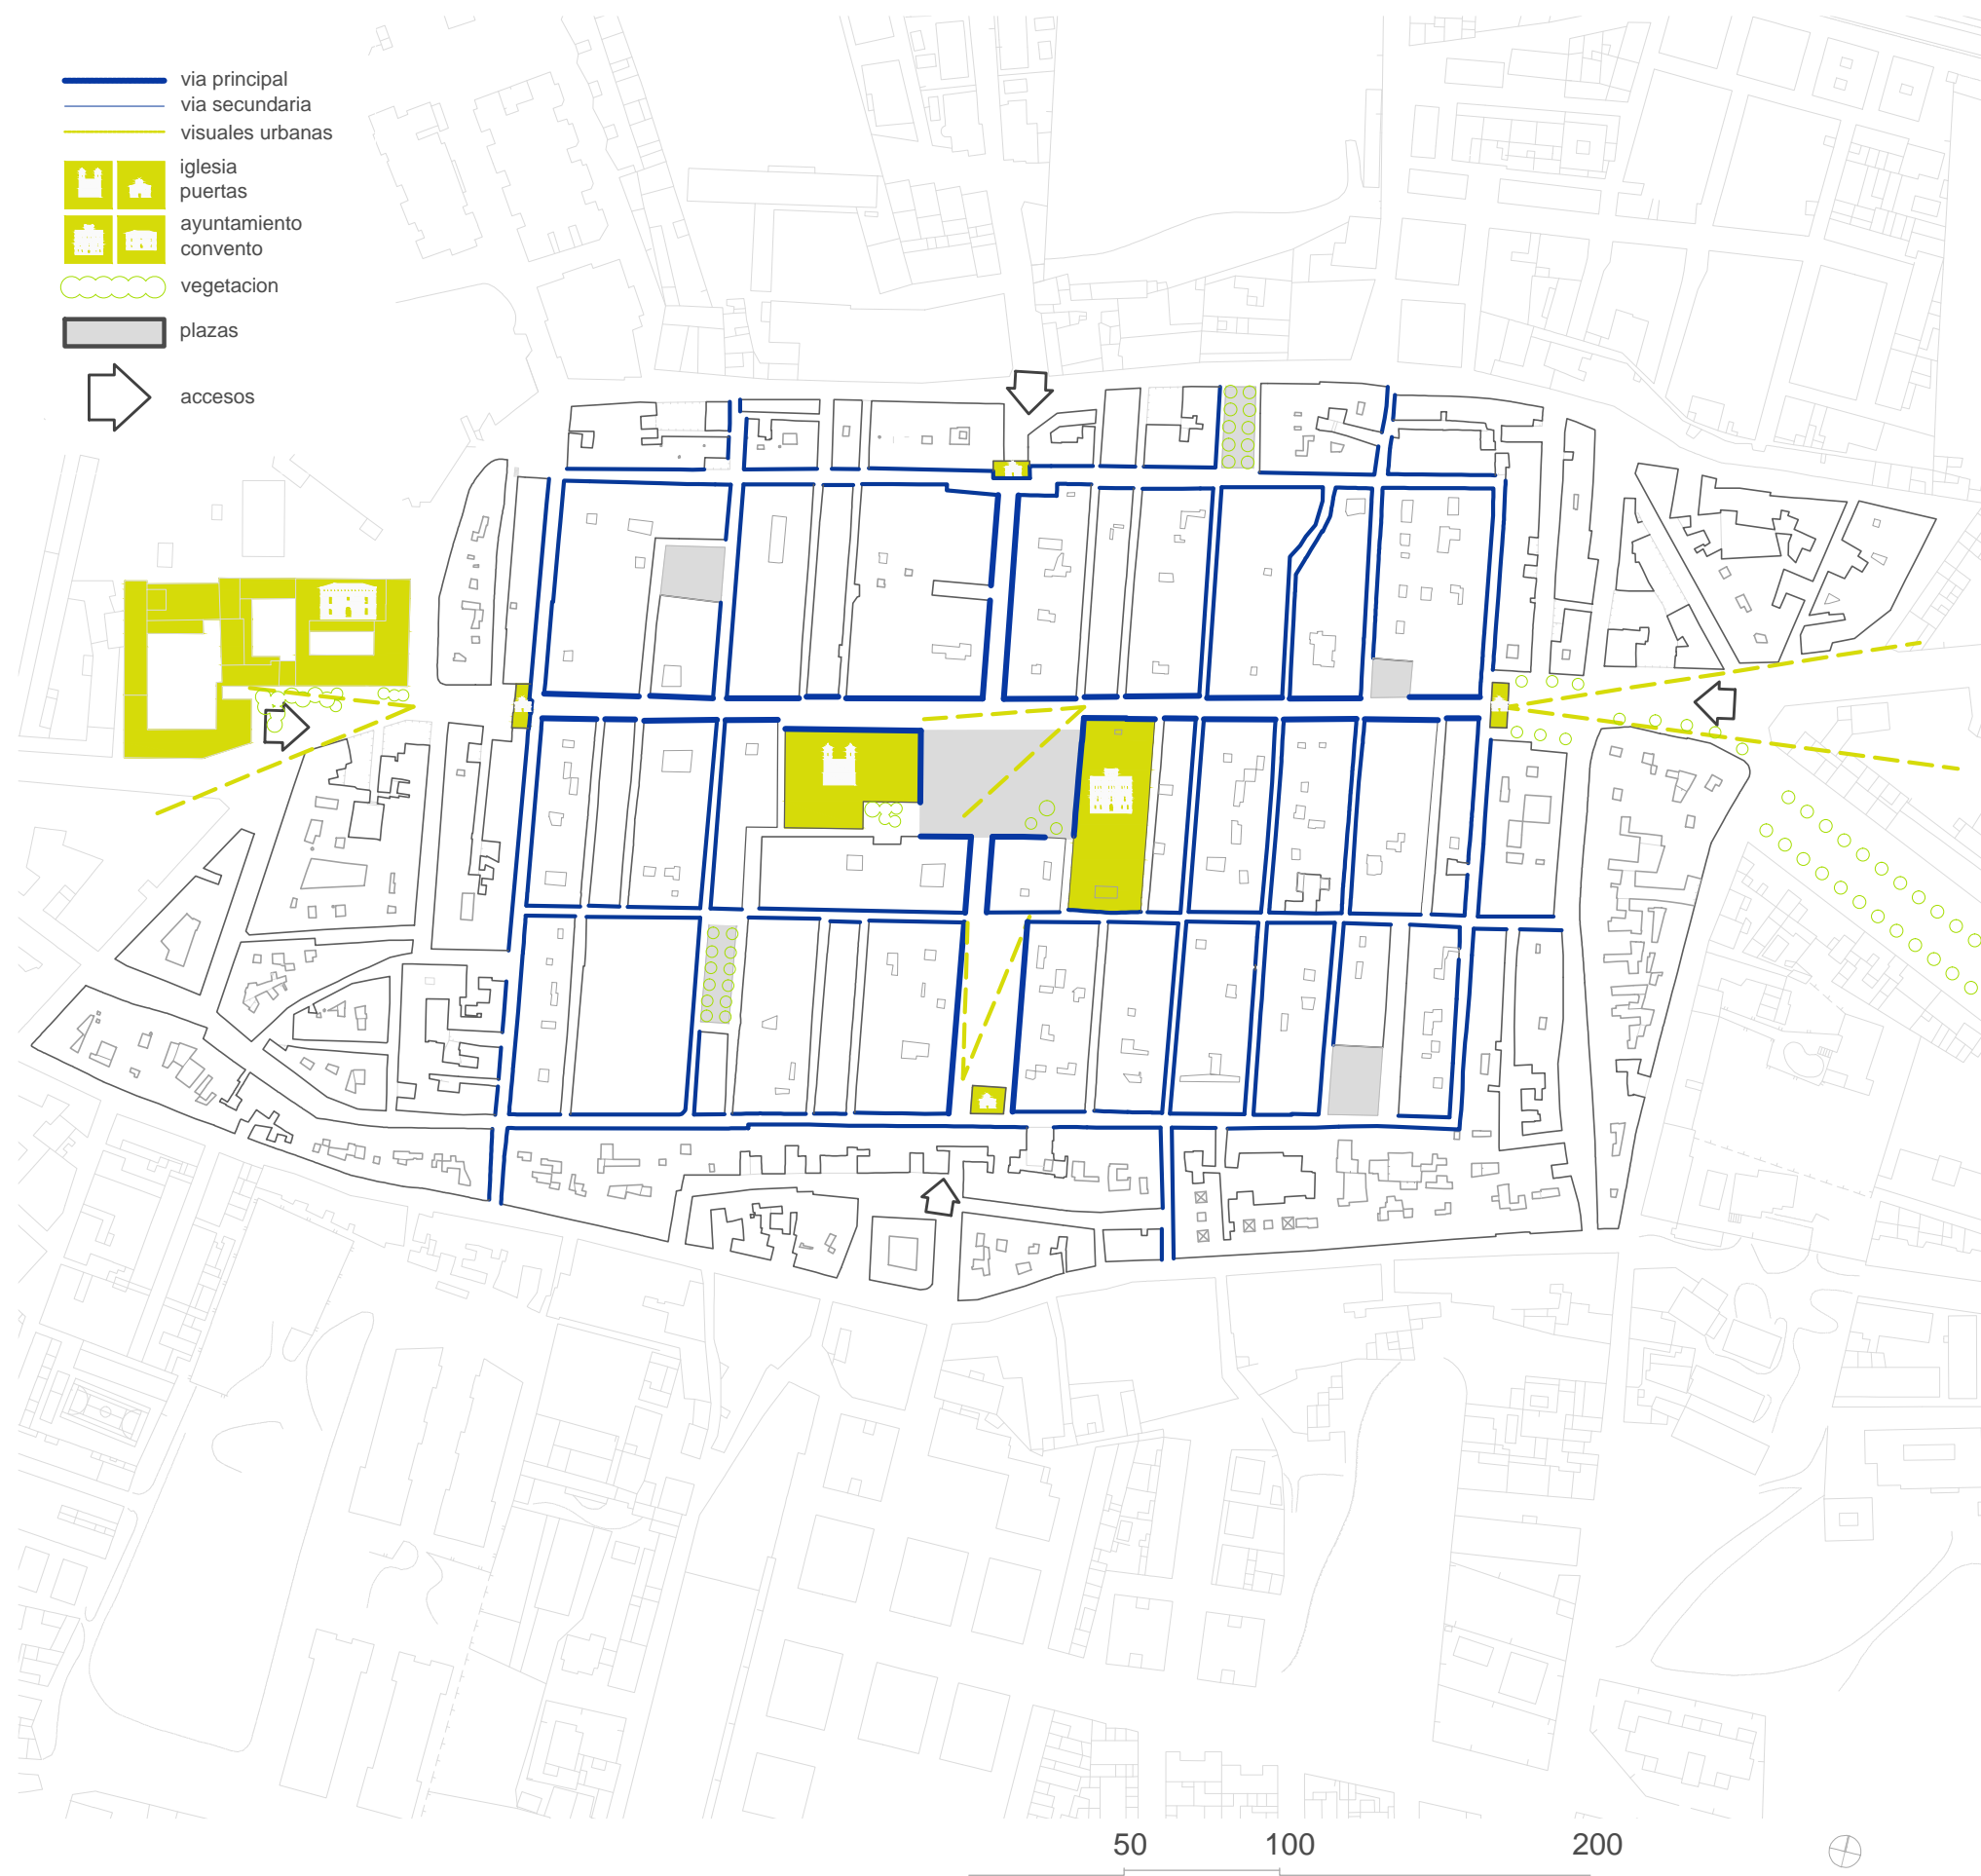 via principal
via secundaria
visuales urbanas
iglesia
puertas
ayuntamiento
convento
vegetacion
plazas
accesos
50 100 200